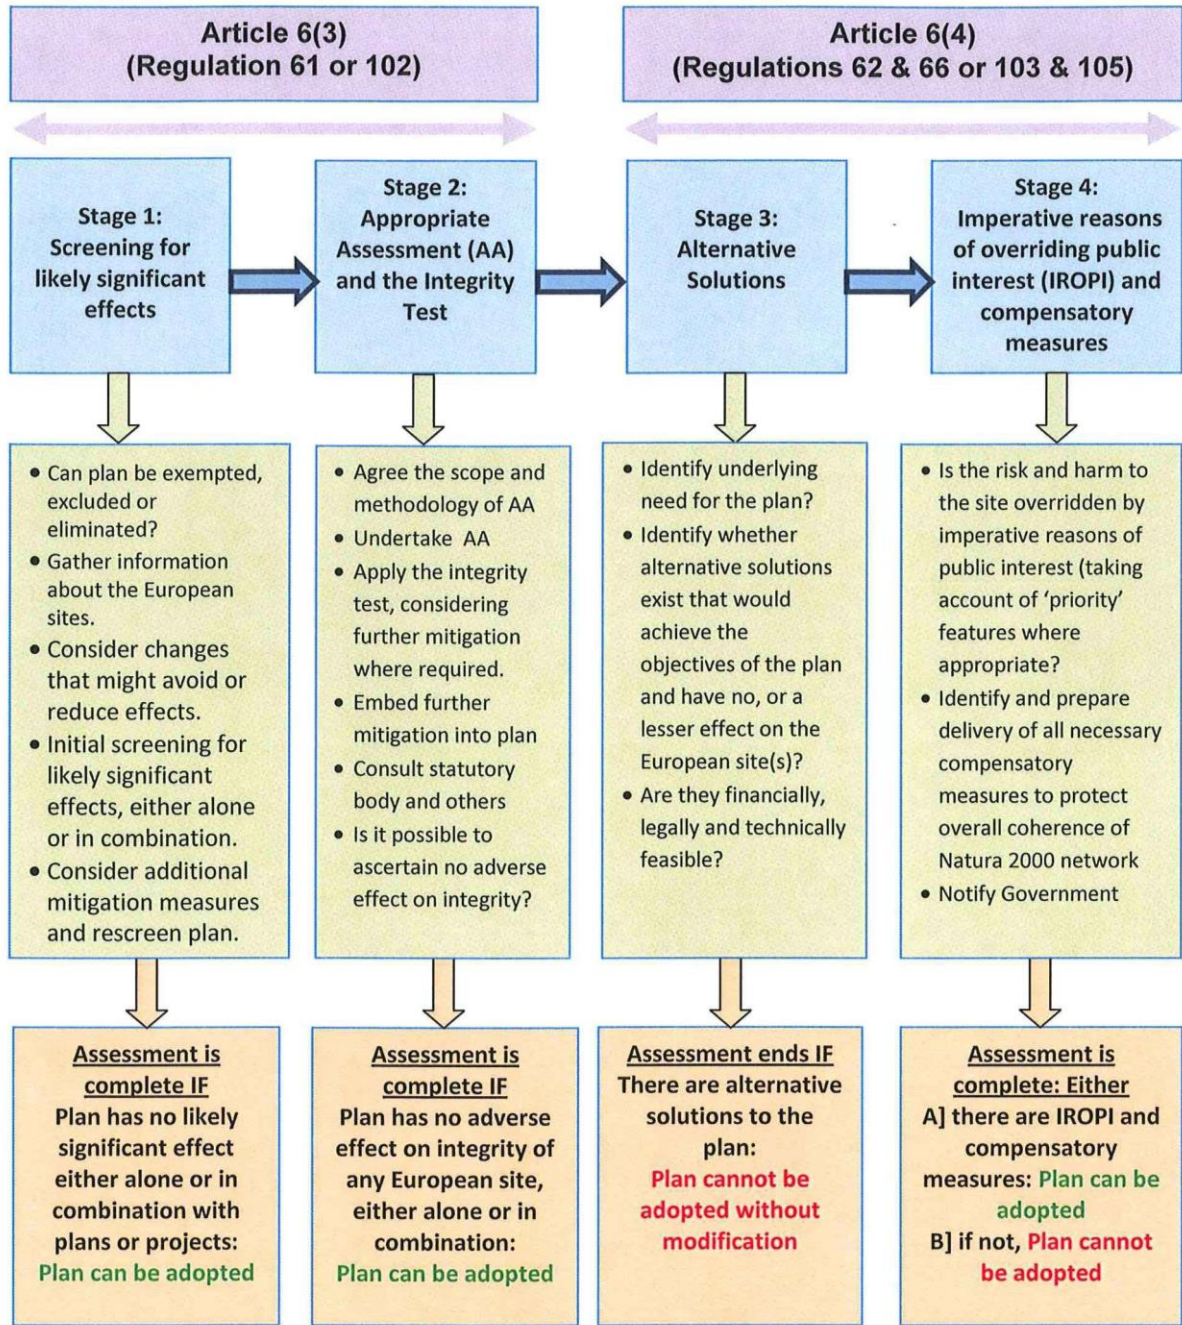 Article 6(3)
(Regulation 61 or 102)
Article 6(4)
(Regulations 62 & 66 or 103 & 105)
Stage 1:
Screening for
likely significant
effects
Stage 2:
Appropriate
Assessment (AA)
and the Integrity
Test
Stage 3:
Alternative
Solutions
Stage 4:
Imperative reasons
of overriding public
interest (IROPI) and
compensatory
measures
• Can plan be exempted,
excluded or
eliminated?
• Gather information
about the European
sites.
• Consider changes
that might avoid or
reduce effects.
• Initial screening for
likely significant
effects, either alone
or in combination.
• Consider additional
mitigation measures
and rescreen plan.
• Agree the scope and
methodology of AA
• Undertake AA
• Apply the integrity
test, considering
further mitigation
where required.
• Embed further
mitigation into plan
• Consult statutory
body and others
• Is it possible to
ascertain no adverse
effect on integrity?
• Identify underlying
need for the plan?
• Identify whether
alternative solutions
exist that would
achieve the
objectives of the plan
and have no, or a
lesser effect on the
European site(s)?
• Are they financially,
legally and technically
feasible?
• Is the risk and harm to
the site overridden by
imperative reasons of
public interest (taking
account of ‘priority’
features where
appropriate?
• Identify and prepare
delivery of all necessary
compensatory
measures to protect
overall coherence of
Natura 2000 network
• Notify Government
Assessment is
complete IF
Plan has no likely
significant effect
either alone or in
combination with
plans or projects:
Plan can be adopted
Assessment is
complete IF
Plan has no adverse
effect on integrity of
any European site,
either alone or in
combination:
Plan can be adopted
Assessment ends IF
There are alternative
solutions to the
plan:
Plan cannot be
adopted without
modification
Assessment is
complete: Either
A] there are IROPI and
compensatory
measures: Plan can be
adopted
B] if not, Plan cannot
be adopted